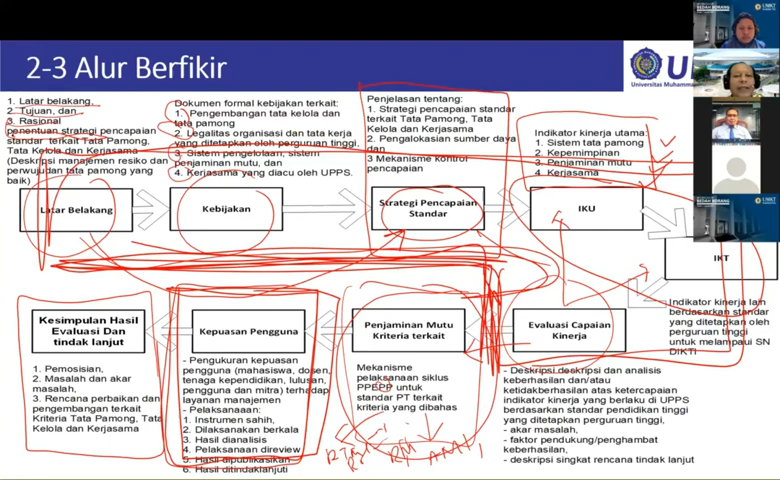 2-3 Alur Berfikir
Universitas Muhamma
1. Latar belakang,
2. Tujuan, dan
3. Rasional
penentuan strategi pencapaian
standar terkait Tata Pamong,
Tata Kelola dan Kerjasama
(Deskripsi manajemen resiko dan
perwujudan tata pamong yang
baik)
Dokumen formal kebijakan terkait:
1. Pengembangan tata kelola dan
tata pamong
2. Legalitas organisasi dan tata kerja
yang ditetapkan oleh perguruan tinggi,
3. Sistem pengelolaan, sistem
penjaminan mutu, dan
4. Kerjasama yang diacu oleh UPPS.
Penjelasan tentang:
1. Strategi pencapaian standar
terkait Tata Pamong, Tata
Kelola dan Kerjasama
2. Pengalokasian sumber daya
dan
3 Mekanisme kontrol
pencapaian
Indikator kinerja utama:
1. Sistem tata pamong
2. Kepemimpinan
3. Penjaminan mutu
4. Kerjasama
Latar Belakang
Kebijakan
Strategi Pencapaian
Standar
IKU
IKT
Indikator kinerja lain
berdasarkan standar
yang ditetapkan oleh
perguruan tinggi
untuk melampaui SN
DIKTI
Kesimpulan Hasil
Evaluasi Dan
tindak lanjut
Kepuasan Pengguna
Penjaminan Mutu
Kriteria terkait
Evaluasi Capaian
Kinerja
1. Pemosisian,
2. Masalah dan akar
masalah,
3. Rencana perbaikan dan
pengembangan terkait
Kriteria Tata Pamong, Tata
Kelola dan Kerjasama
- Pengukuran kepuasan
pengguna (mahasiswa, dosen,
tenaga kependidikan, lulusan,
pengguna dan mitra) terhadap
layanan manajemen
- Pelaksanaaan:
1. Instrumen sahih,
2. Dilaksanakan berkala
3. Hasil dianalisis
4. Pelaksanaan direview
5. Hasil dipublikasikan
6. Hasil ditindaklanjuti
Mekanisme
pelaksanaan siklus
PPEPP untuk
standar PT terkait
kriteria yang dibahas
- Deskripsi deskripsi dan analisis
keberhasilan dan/atau
ketidakberhasilan atas ketercapaian
indikator kinerja yang berlaku di UPPS
berdasarkan standar pendidikan tinggi
yang ditetapkan perguruan tinggi,
- akar masalah,
- faktor pendukung/penghambat
keberhasilan,
- deskripsi singkat rencana tindak lanjut